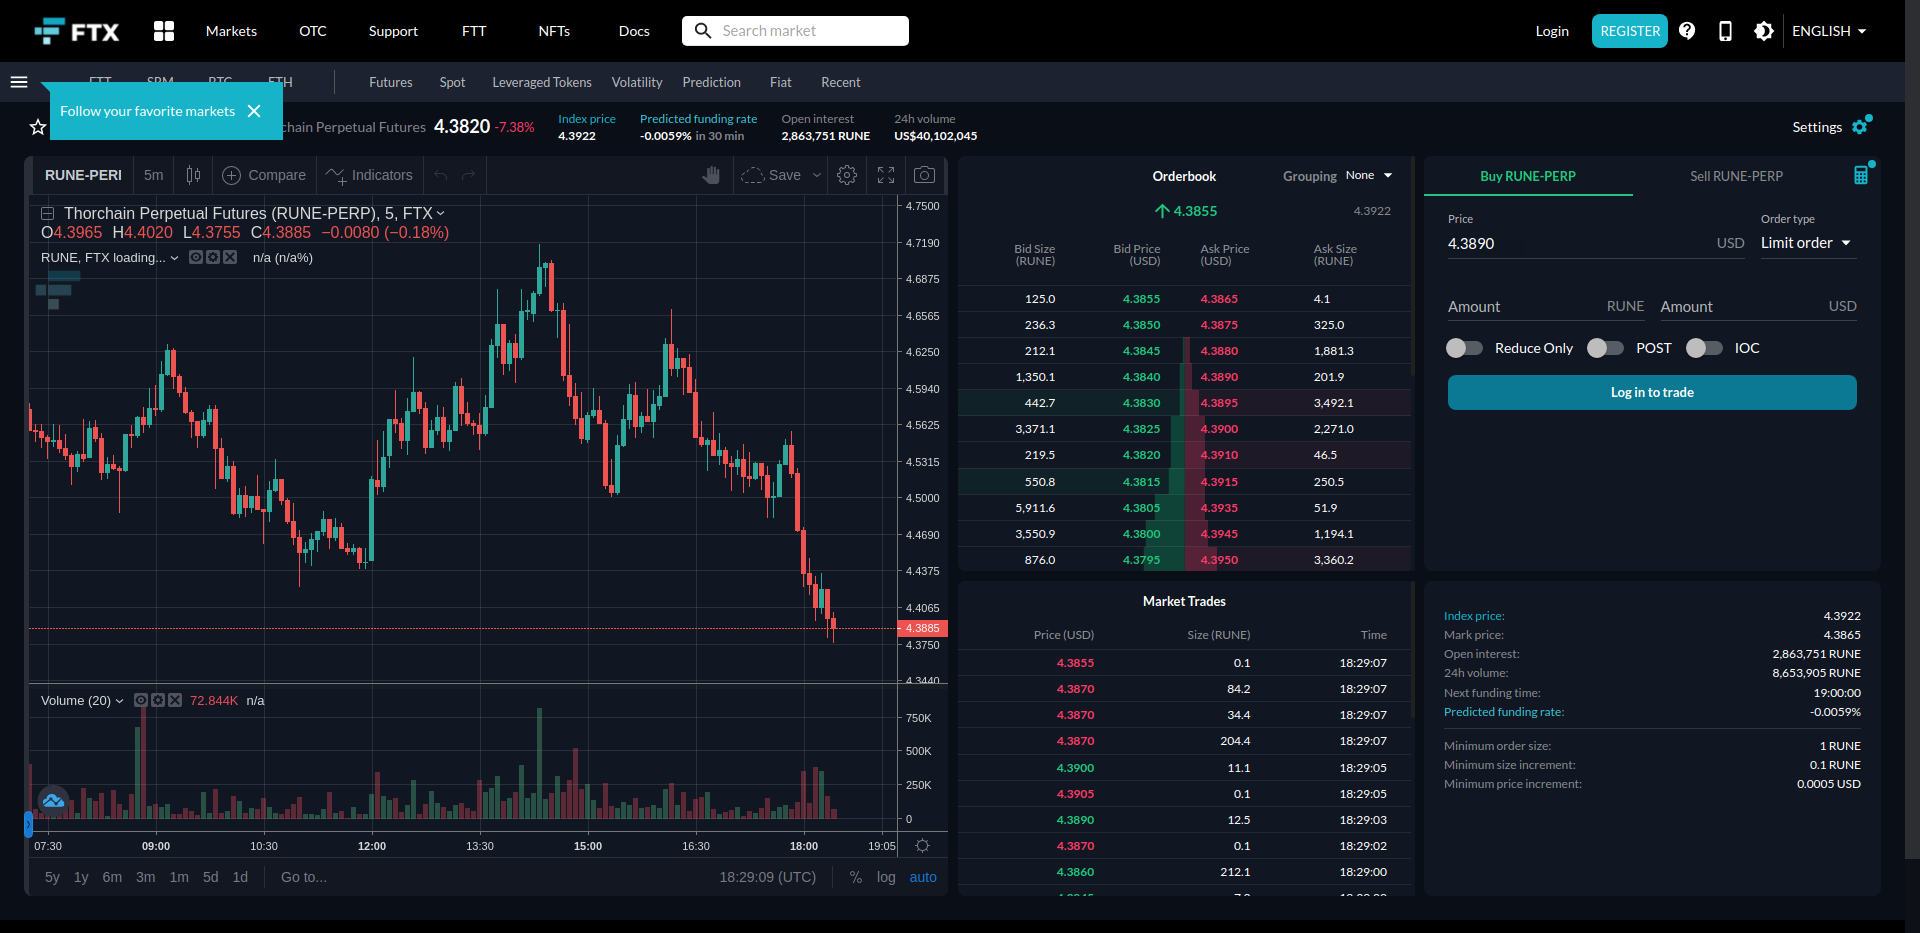 FTX
Markets
OTC
Support
FTT
NFTs
Docs
Search market
Login
REGISTER
ENGLISH
FTT
SRM
BTC
ETH
Futures
Spot
Leveraged Tokens
Volatility
Prediction
Fiat
Recent
Follow your favorite markets
chain Perpetual Futures 4.3820 -7.38%
Index price
4.3922
Predicted funding rate
-0.0059% in 30 min
Open interest
2,863,751 RUNE
24h volume
US$40,102,045
Settings
RUNE-PERI
5m
Compare
Indicators
Save
Thorchain Perpetual Futures (RUNE-PERP), 5, FTX
O4.3965 H4.4020 L4.3755 C4.3885 −0.0080 (−0.18%)
RUNE, FTX loading...
n/a (n/a%)
4.7500
4.7190
4.6875
4.6565
4.6250
4.5940
4.5625
4.5315
4.5000
4.4690
4.4375
4.4065
4.3885
4.3750
4.3440
Volume (20)
72.844K n/a
750K
500K
250K
0
07:30
09:00
10:30
12:00
13:30
15:00
16:30
18:00
19:05
5y 1y 6m 3m 1m 5d 1d
Go to...
18:29:09 (UTC)
% log auto
Orderbook
Grouping None
4.3855
4.3922
Bid Size (RUNE) Bid Price (USD) Ask Price (USD) Ask Size (RUNE)
125.0 4.3855 4.3865 4.1
236.3 4.3850 4.3875 325.0
212.1 4.3845 4.3880 1,881.3
1,350.1 4.3840 4.3890 201.9
442.7 4.3830 4.3895 3,492.1
3,371.1 4.3825 4.3900 2,271.0
219.5 4.3820 4.3910 46.5
550.8 4.3815 4.3915 250.5
5,911.6 4.3805 4.3935 51.9
3,550.9 4.3800 4.3945 1,194.1
876.0 4.3795 4.3950 3,360.2
Market Trades
Price (USD) Size (RUNE) Time
4.3855 0.1 18:29:07
4.3870 84.2 18:29:07
4.3870 34.4 18:29:07
4.3870 204.4 18:29:07
4.3900 11.1 18:29:05
4.3905 0.1 18:29:05
4.3890 12.5 18:29:03
4.3870 0.1 18:29:02
4.3860 212.1 18:29:00
Buy RUNE-PERP
Sell RUNE-PERP
Price
4.3890 USD
Order type
Limit order
Amount RUNE
Amount USD
Reduce Only
POST
IOC
Log in to trade
Index price: 4.3922
Mark price: 4.3865
Open interest: 2,863,751 RUNE
24h volume: 8,653,905 RUNE
Next funding time: 19:00:00
Predicted funding rate: -0.0059%
Minimum order size: 1 RUNE
Minimum size increment: 0.1 RUNE
Minimum price increment: 0.0005 USD